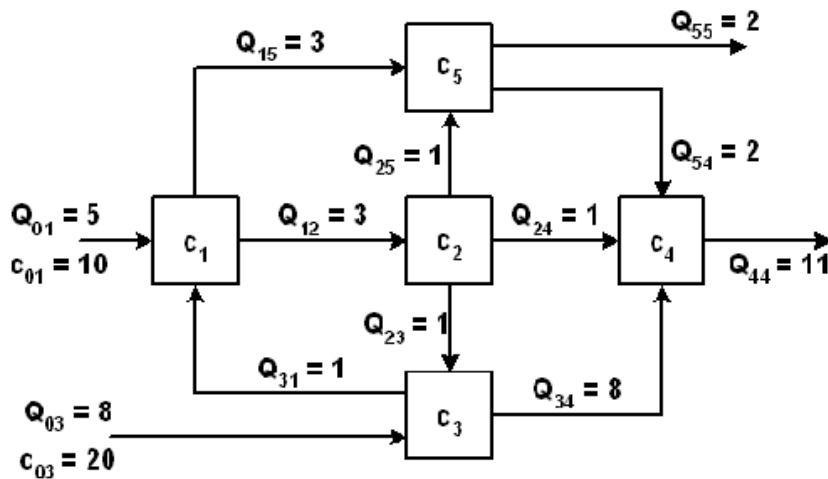 Q₁₅ = 3
Q₅₅ = 2
c₅
Q₂₅ = 1
Q₅₄ = 2
Q₀₁ = 5
c₀₁ = 10
c₁
Q₁₂ = 3
c₂
Q₂₄ = 1
c₄
Q₄₄ = 11
Q₂₃ = 1
Q₃₁ = 1
Q₀₃ = 8
c₀₃ = 20
c₃
Q₃₄ = 8